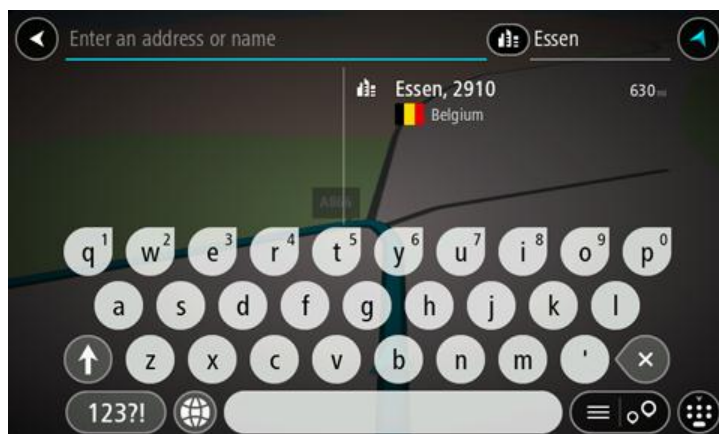 Enter an address or name
Essen
Essen, 2910
630 mi
Belgium
q1 w2 e3 r4 t5 y6 u7 i8 o9 p0
a s d f g h j k l
z x c v b n m '
123?!